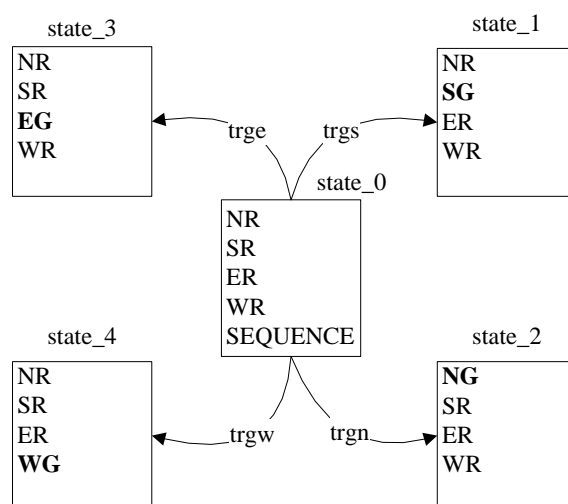 state_3
NR
SR
EG
WR
state_1
NR
SG
ER
WR
trge
trgs
state_0
NR
SR
ER
WR
SEQUENCE
state_4
NR
SR
ER
WG
state_2
NG
SR
ER
WR
trgw
trgn